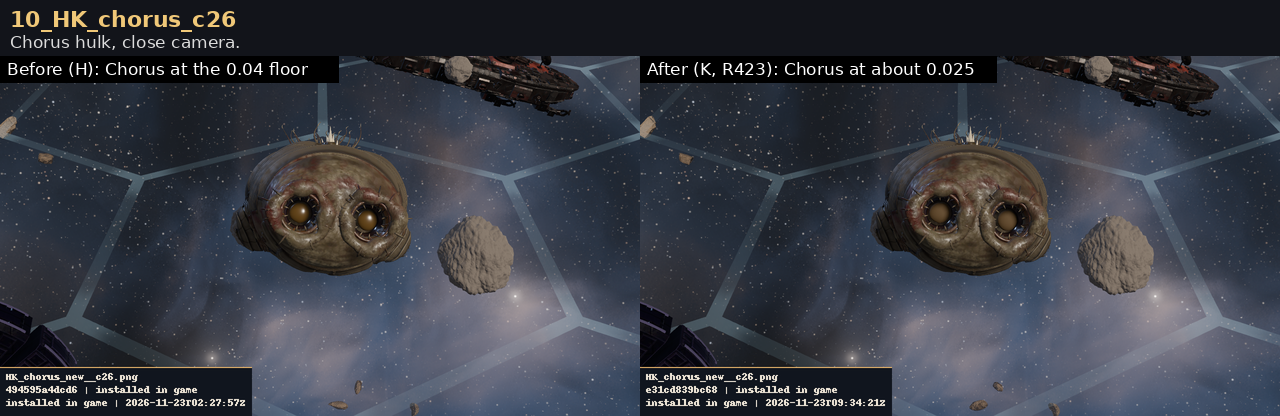 10_HK_chorus_c26
Chorus hulk, close camera.
Before (H): Chorus at the 0.04 floor
After (K, R423): Chorus at about 0.025
HK_chorus_new__c26.png
494595a4dcd6 | installed in game
installed in game | 2026-11-23T02:27:57Z
HK_chorus_new__c26.png
e31cd839bc68 | installed in game
installed in game | 2026-11-23T09:34:21Z